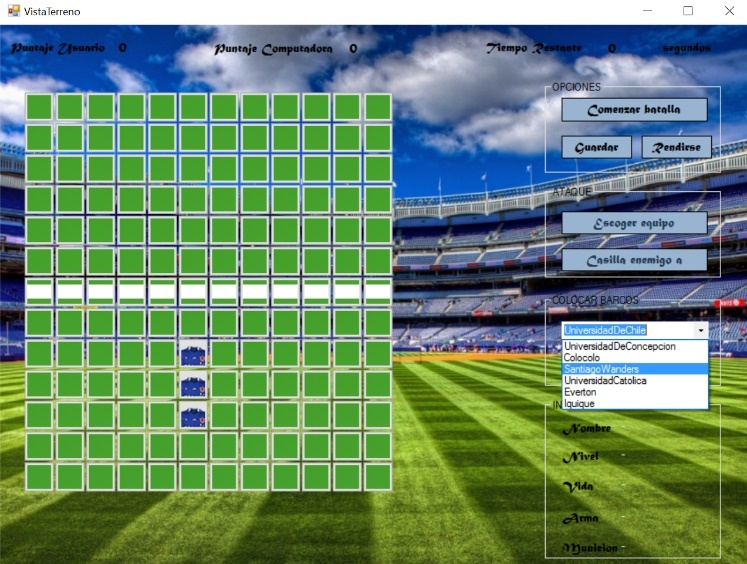 VistaTerreno
Puntaje Usuario 0
Puntaje Computadora 0
Tiempo Restante 0 segundos
OPCIONES
Comenzar batalla
Guardar
Rendirse
ATAQUE
Escoger equipo
Casilla enemigo a
COLOCAR BARCOS
UniversidadDeChile
UniversidadDeConcepcion
Colocolo
SantiagoWanders
UniversidadCatolica
Everton
Iquique
IN
Nombre -
Nivel -
Vida -
Arma -
Municion -